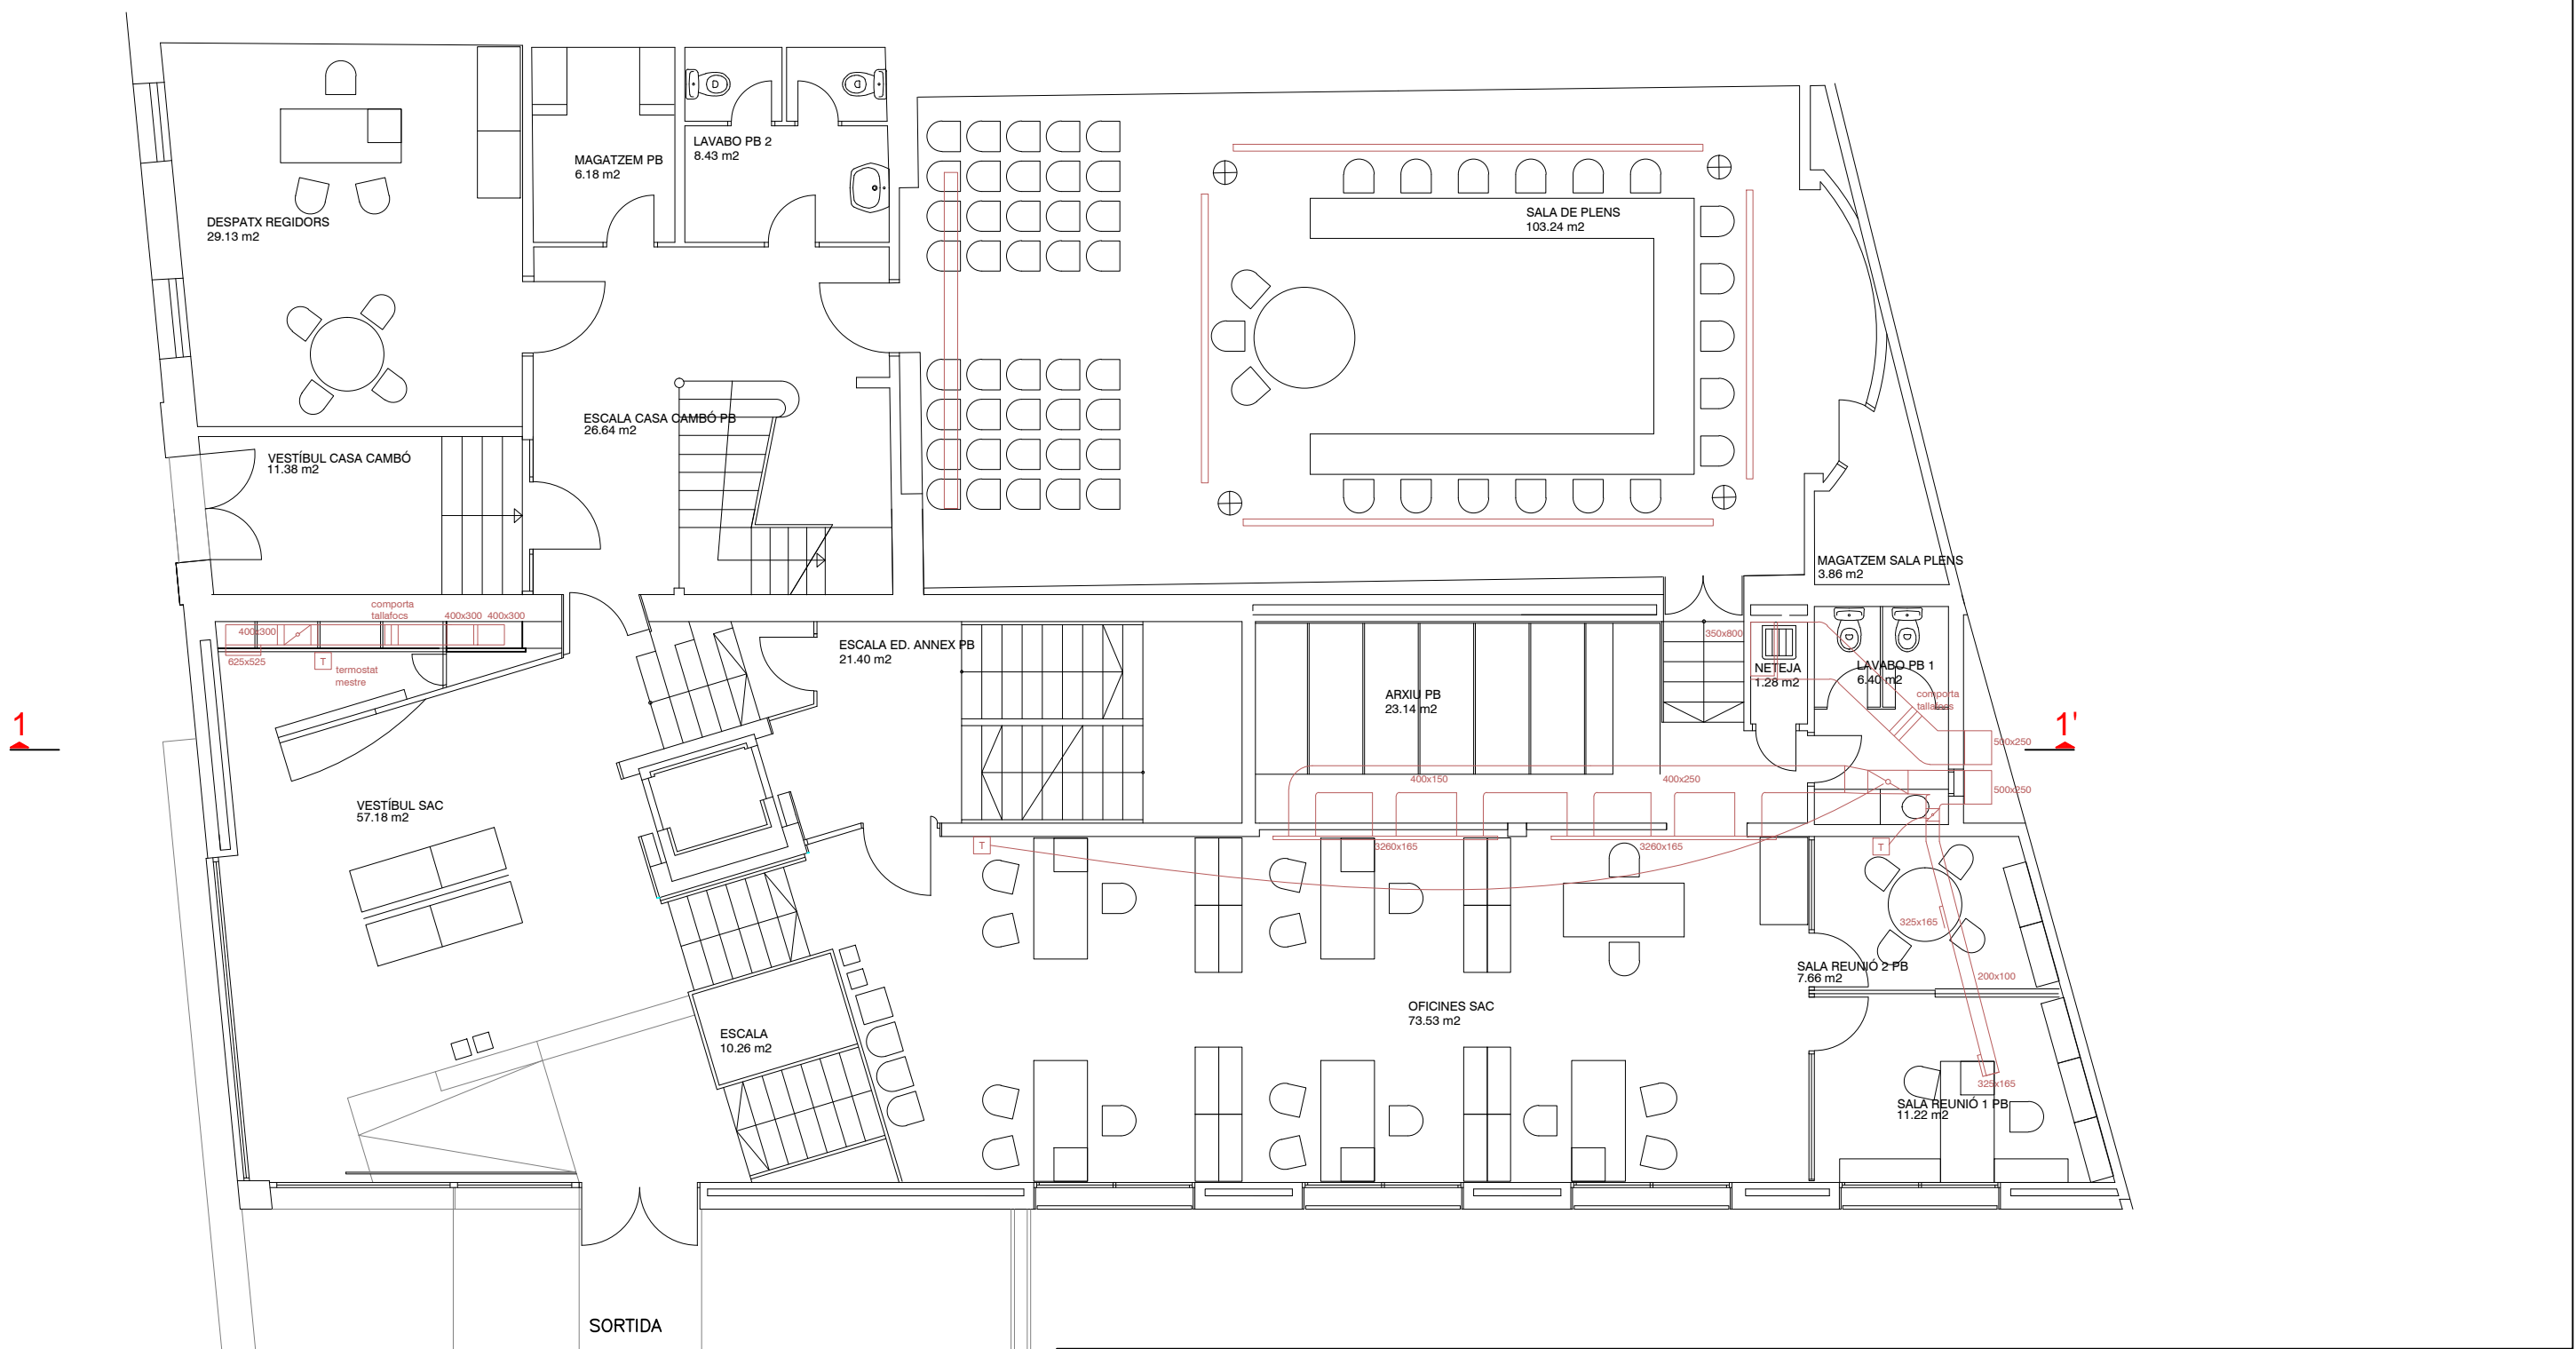 LAVABO PB 2
8.43 m2
MAGATZEM PB
6.18 m2
DESPATX REGIDORS
29.13 m2
SALA DE PLENS
103.24 m2
ESCALA CASA CAMBÓ PB
26.64 m2
VESTÍBUL CASA CAMBÓ
11.38 m2
MAGATZEM SALA PLENS
3.86 m2
comporta
tallafocs
400x300
400x300
400x300
625x525
T
termostat
mestre
ESCALA ED. ANNEX PB
21.40 m2
350x800
NETEJA
1.28 m2
LAVABO PB 1
6.40 m2
comporta
tallafocs
ARXIU PB
23.14 m2
1
1'
500x250
400x150
400x250
500x250
VESTÍBUL SAC
57.18 m2
T
3260x165
3260x165
T
325x165
SALA REUNIÓ 2 PB
7.66 m2
200x100
OFICINES SAC
73.53 m2
ESCALA
10.26 m2
325x165
SALA REUNIÓ 1 PB
11.22 m2
SORTIDA